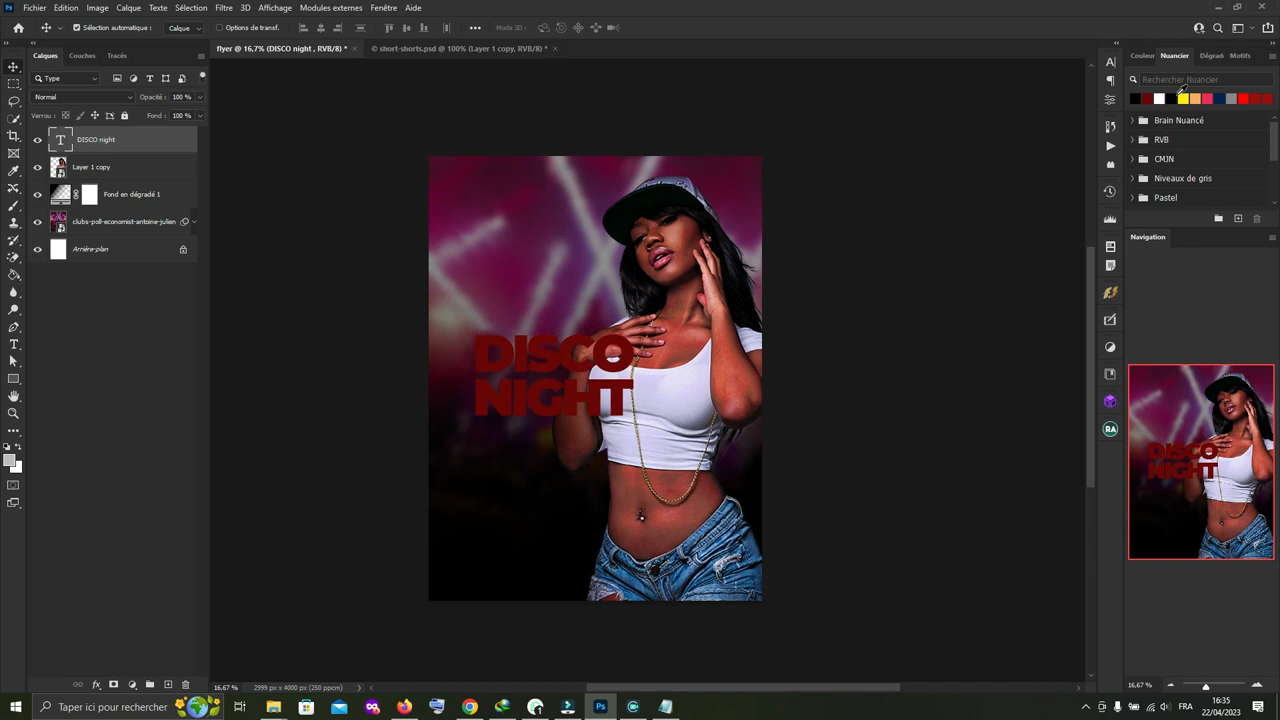 Fichier Edition Image Calque Texte Sélection Filtre 3D Affichage Modules externes Fenêtre Aide
Sélection automatique : Calque Options de transf. Mode 3D :
flyer @ 16,7% (DISCO night , RVB/8) * × © short-shorts.psd @ 100% (Layer 1 copy, RVB/8) * ×
Calques Couches Tracés
Type
Normal Opacité : 100 %
Verrou : Fond : 100 %
DISCO night
Layer 1 copy
Fond en dégradé 1
clubs-poll-economist-antoine-julien
Arrière-plan
DISCO
NIGHT
Couleur Nuancier Dégradé Motifs
Rechercher Nuancier
Brain Nuancé
RVB
CMJN
Niveaux de gris
Pastel
Navigation
DISCO
NIGHT
16,67 %
16,67 % 2999 px x 4000 px (250 ppcm)
Taper ici pour rechercher
FRA
16:35
22/04/2023